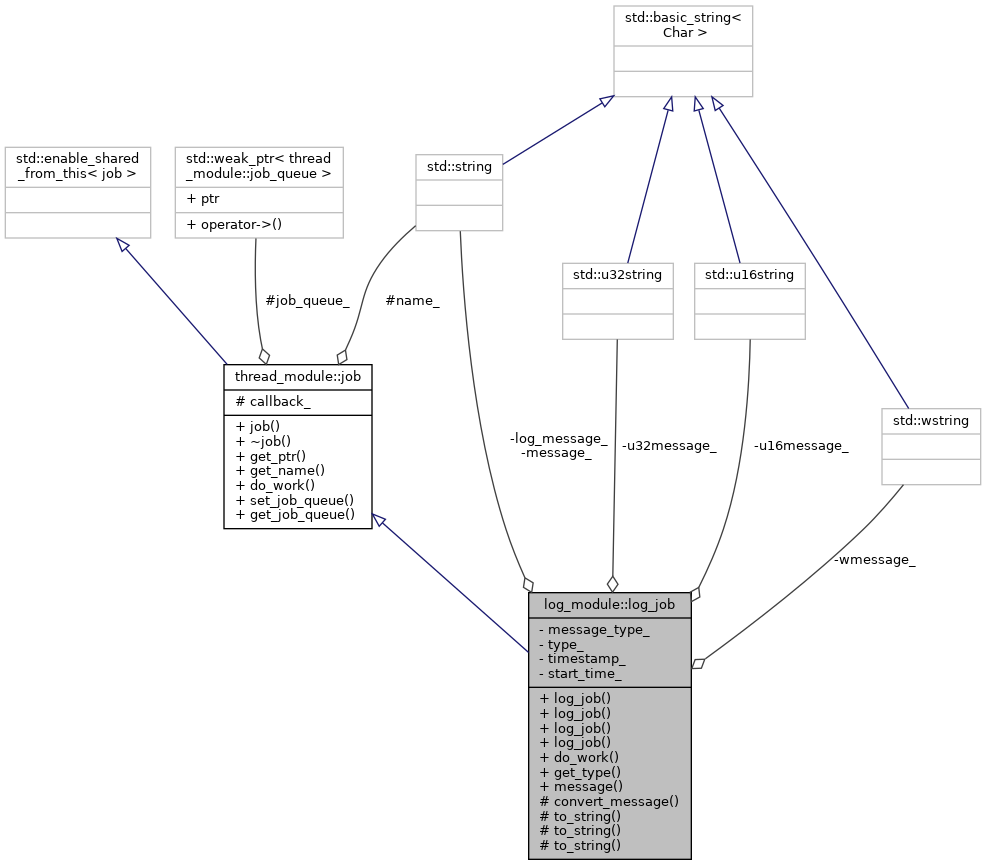 std::basic_string<
Char >
std::enable_shared
_from_this< job >
std::weak_ptr< thread
_module::job_queue >
+ ptr
+ operator->()
std::string
std::u32string
std::u16string
#job_queue_
#name_
thread_module::job
# callback_
+ job()
+ ~job()
+ get_ptr()
+ get_name()
+ do_work()
+ set_job_queue()
+ get_job_queue()
std::wstring
-log_message_
-message_
-u32message_
-u16message_
-wmessage_
log_module::log_job
- message_type_
- type_
- timestamp_
- start_time_
+ log_job()
+ log_job()
+ log_job()
+ log_job()
+ do_work()
+ get_type()
+ message()
# convert_message()
# to_string()
# to_string()
# to_string()